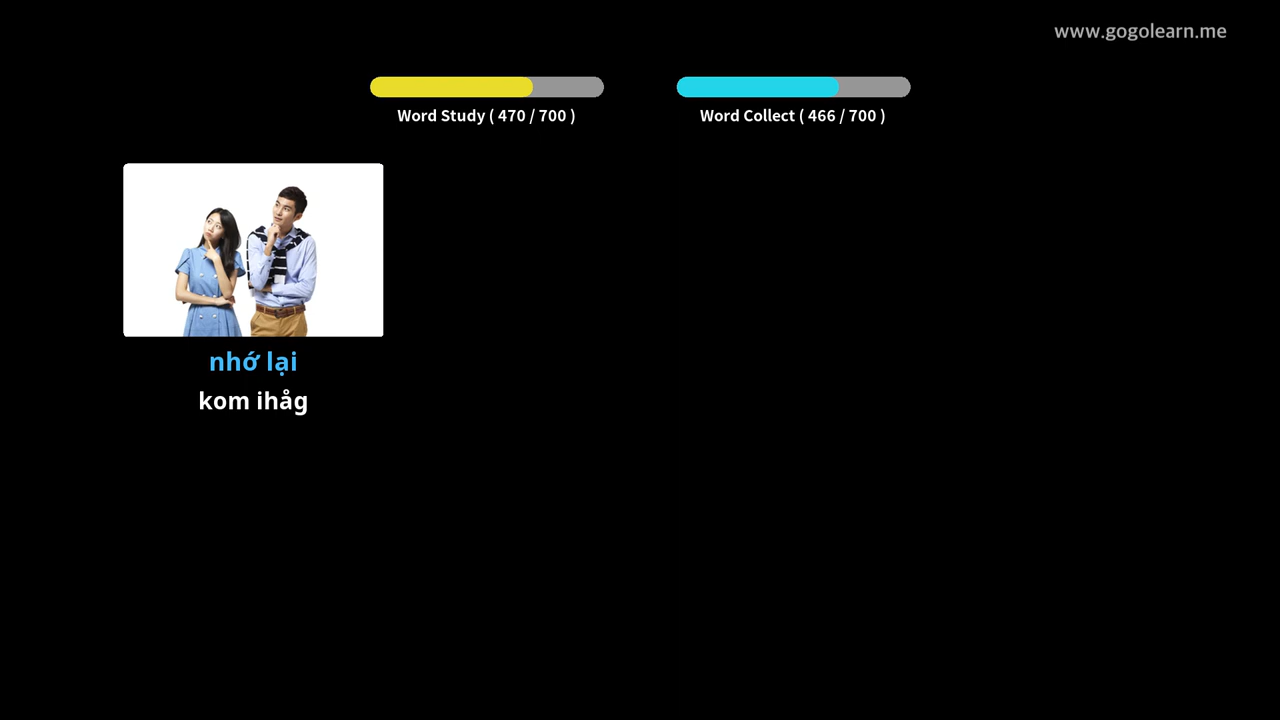 www.gogolearn.me
Word Study ( 470 / 700 )
Word Collect ( 466 / 700 )
nhớ lại
kom ihåg